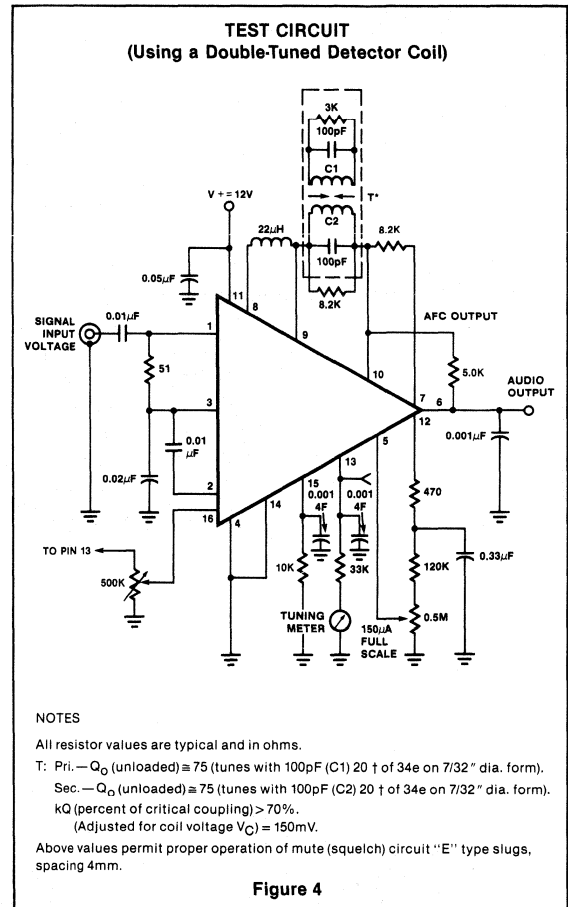 TEST CIRCUIT
(Using a Double-Tuned Detector Coil)
3K
100pF
C1
T*
C2
100pF
8.2K
V + = 12V
22μH
8.2K
0.05μF
11
8
9
10
AFC OUTPUT
5.0K
0.01μF
SIGNAL
INPUT
VOLTAGE
1
51
3
0.01
μF
0.02μF
2
16
4
14
15
13
5
7
6
12
AUDIO
OUTPUT
0.001μF
0.001
4F
0.001
4F
470
0.33μF
TO PIN 13
500K
10K
33K
120K
0.5M
TUNING
METER
150μA
FULL
SCALE
NOTES
All resistor values are typical and in ohms.
T: Pri.—QO (unloaded) ≅ 75 (tunes with 100pF (C1) 20 † of 34e on 7/32" dia. form).
Sec.—QO (unloaded) ≅ 75 (tunes with 100pF (C2) 20 † of 34e on 7/32" dia. form).
kQ (percent of critical coupling) > 70%.
(Adjusted for coil voltage VC) = 150mV.
Above values permit proper operation of mute (squelch) circuit "E" type slugs,
spacing 4mm.
Figure 4